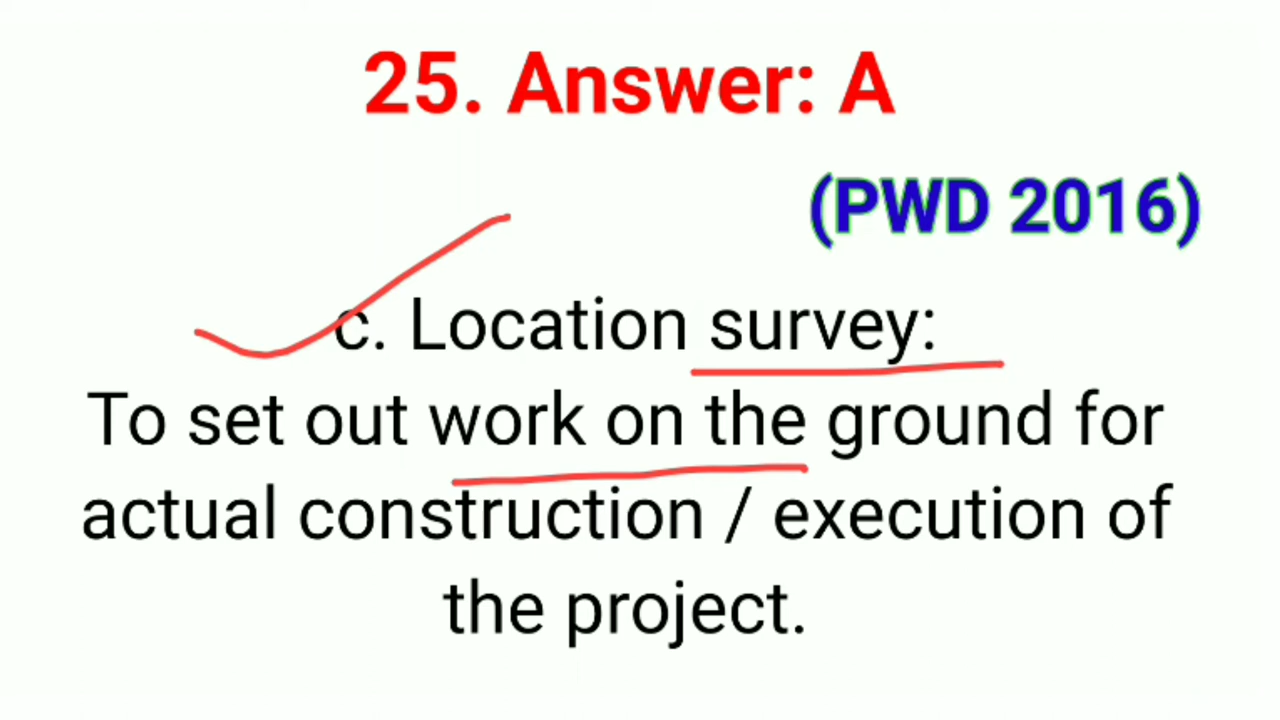 25. Answer: A
(PWD 2016)
c. Location survey:
To set out work on the ground for
actual construction / execution of
the project.